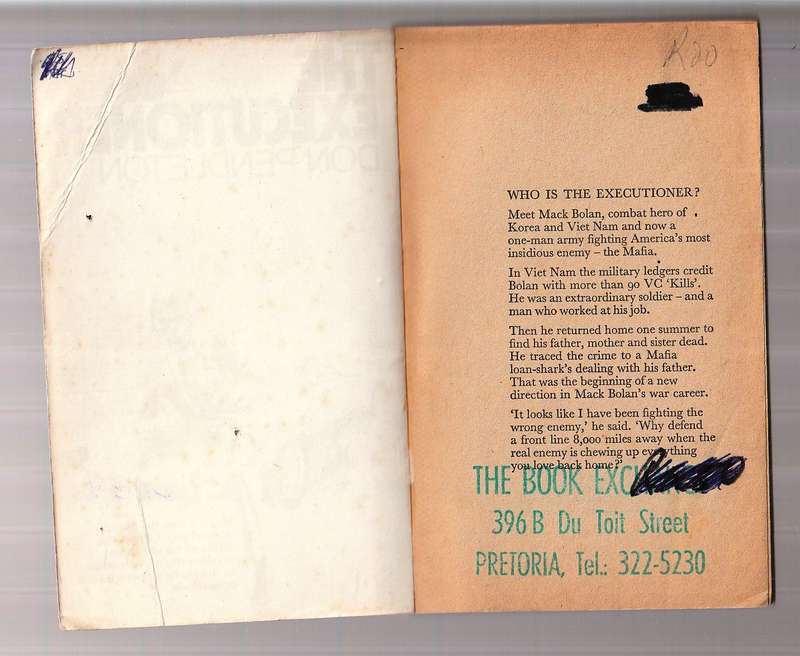 THE
EXECUTIONER
DON PENDLETON
R20
WHO IS THE EXECUTIONER?
Meet Mack Bolan, combat hero of
Korea and Viet Nam and now a
one-man army fighting America's most
insidious enemy – the Mafia.
In Viet Nam the military ledgers credit
Bolan with more than 90 VC 'Kills'.
He was an extraordinary soldier – and a
man who worked at his job.
Then he returned home one summer to
find his father, mother and sister dead.
He traced the crime to a Mafia
loan-shark's dealing with his father.
That was the beginning of a new
direction in Mack Bolan's war career.
'It looks like I have been fighting the
wrong enemy,' he said. 'Why defend
a front line 8,000 miles away when the
real enemy is chewing up everything
you love back home?'
THE BOOK EXCHANGE
396 B Du Toit Street
PRETORIA, Tel.: 322-5230